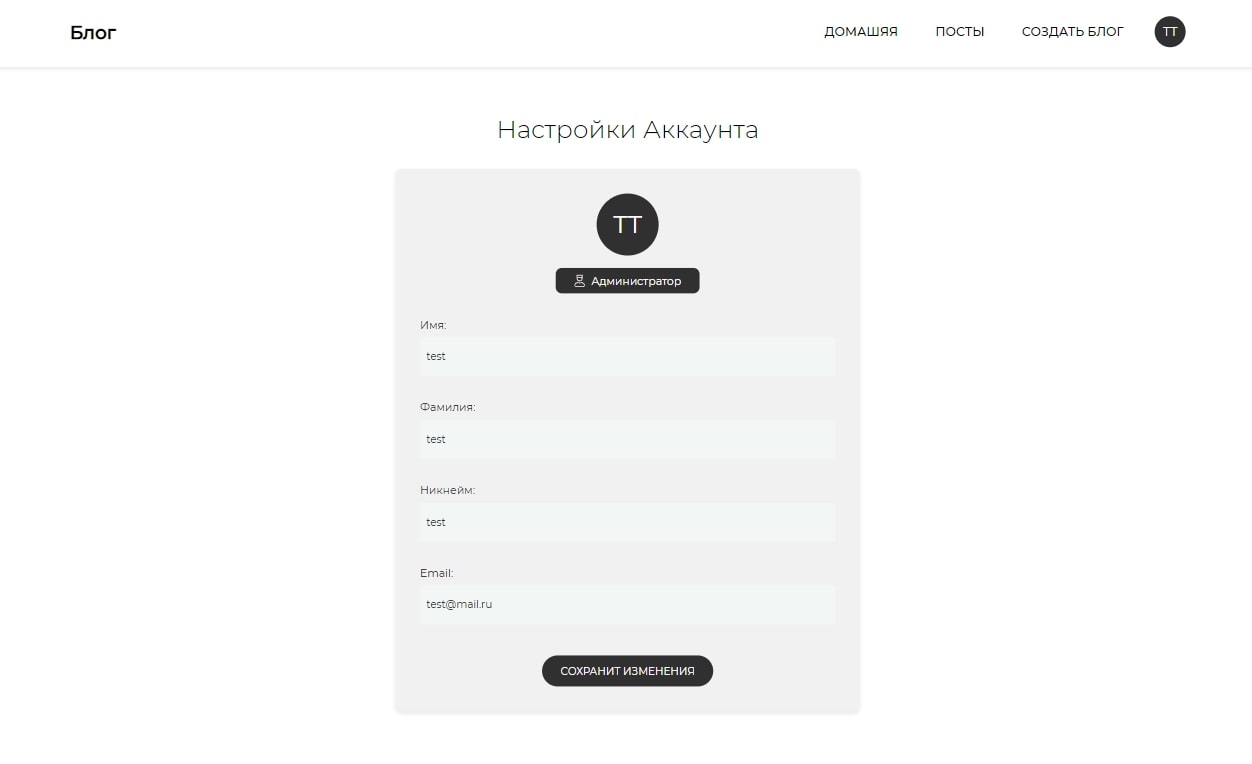 Блог
ДОМАШЯЯ ПОСТЫ СОЗДАТЬ БЛОГ ТТ
Настройки Аккаунта
ТТ
Администратор
Имя:
test
Фамилия:
test
Никнейм:
test
Email:
test@mail.ru
СОХРАНИТ ИЗМЕНЕНИЯ